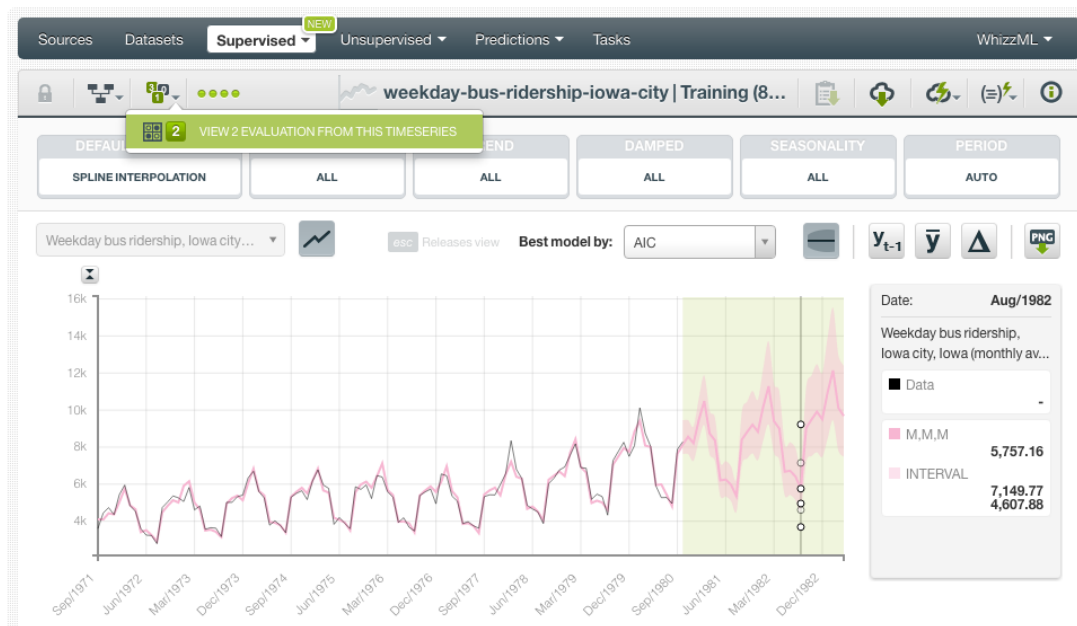 NEW
Sources Datasets Supervised Unsupervised Predictions Tasks WhizzML
310 1 weekday-bus-ridership-iowa-city | Training (8...
2 VIEW 2 EVALUATION FROM THIS TIMESERIES
DAMPED SEASONALITY PERIOD
SPLINE INTERPOLATION ALL ALL ALL ALL AUTO
Weekday bus ridership, Iowa city... esc Releases view Best model by: AIC yt-1 ȳ Δ PNG
16k
14k
12k
10k
8k
6k
4k
Sep/1971 Jun/1972 Mar/1973 Dec/1973 Sep/1974 Jun/1975 Mar/1976 Dec/1976 Sep/1977 Jun/1978 Mar/1979 Dec/1979 Sep/1980 Jun/1981 Mar/1982 Dec/1982
Date: Aug/1982
Weekday bus ridership,
Iowa city, Iowa (monthly av...
Data
-
M,M,M
5,757.16
INTERVAL
7,149.77
4,607.88